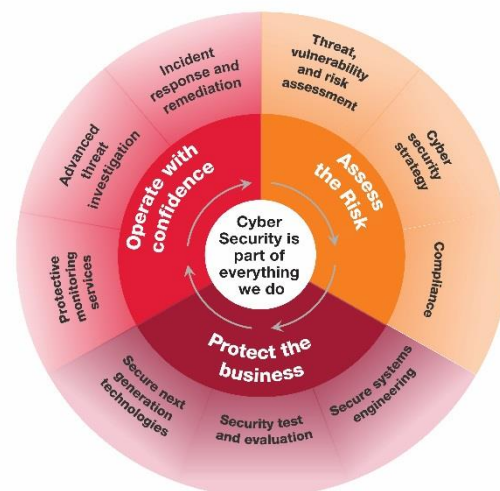 Cyber
Security is
part of
everything
we do
Assess
the Risk
Threat,
vulnerability
and risk
assessment
Cyber
security
strategy
Compliance
Protect the
business
Secure systems
engineering
Security test
and evaluation
Secure next
generation
technologies
Operate with
confidence
Protective
monitoring
services
Advanced
threat
investigation
Incident
response and
remediation